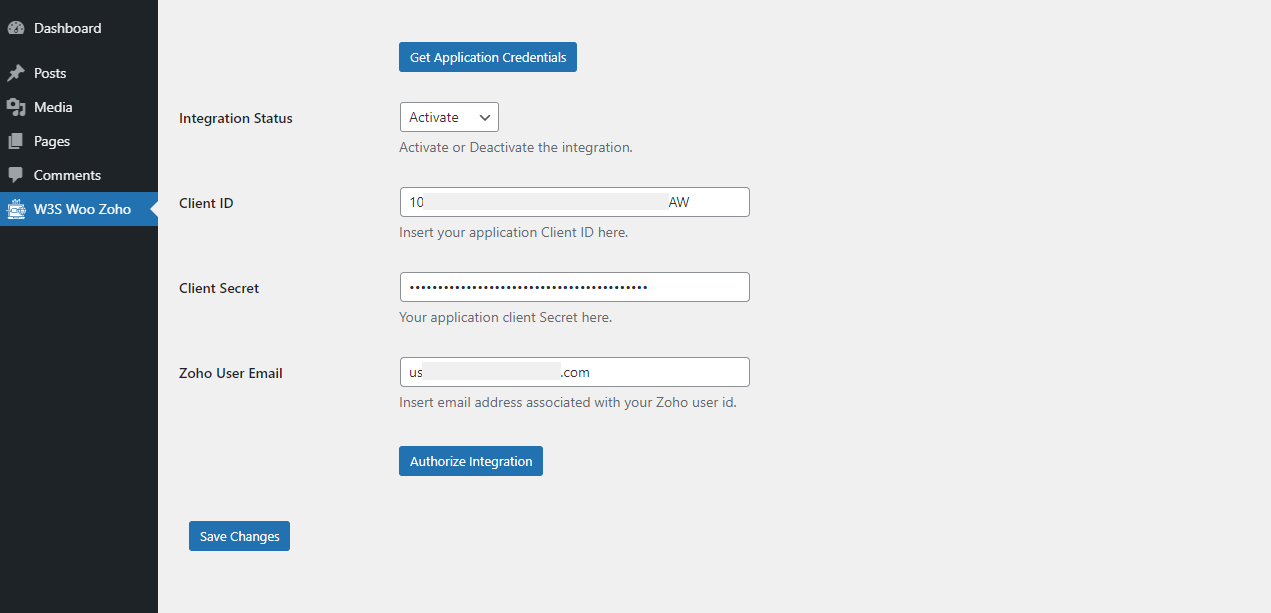 Dashboard
Posts
Media
Pages
Comments
W3S Woo Zoho
Get Application Credentials
Integration Status
Activate
Activate or Deactivate the integration.
Client ID
10 AW
Insert your application Client ID here.
Client Secret
••••••••••••••••••••••••••••••••••••••••••
Your application client Secret here.
Zoho User Email
us .com
Insert email address associated with your Zoho user id.
Authorize Integration
Save Changes